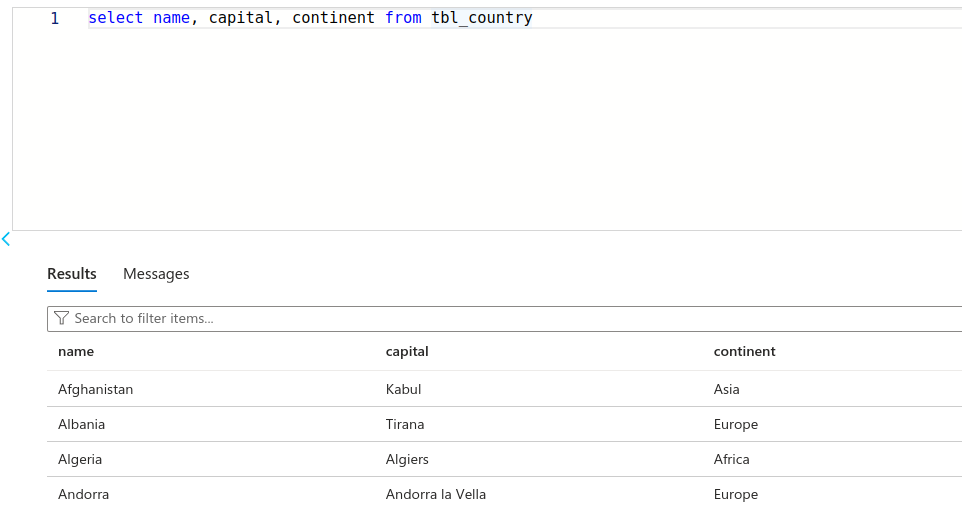 1 select name, capital, continent from tbl_country
Results Messages
Search to filter items...
name capital continent
Afghanistan Kabul Asia
Albania Tirana Europe
Algeria Algiers Africa
Andorra Andorra la Vella Europe